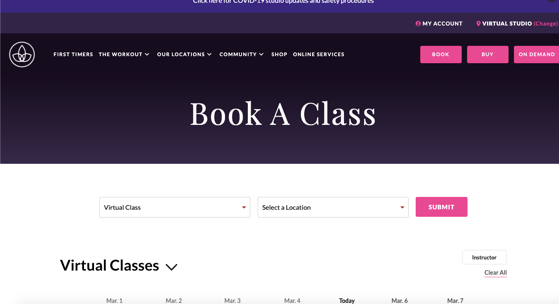 Click here for COVID-19 studio updates and safety procedures
MY ACCOUNT VIRTUAL STUDIO (Change)
FIRST TIMERS THE WORKOUT OUR LOCATIONS COMMUNITY SHOP ONLINE SERVICES BOOK BUY ON DEMAND
Book A Class
Virtual Class Select a Location SUBMIT
Instructor
Virtual Classes
Clear All
Mar. 1 Mar. 2 Mar. 3 Mar. 4 Today Mar. 6 Mar. 7